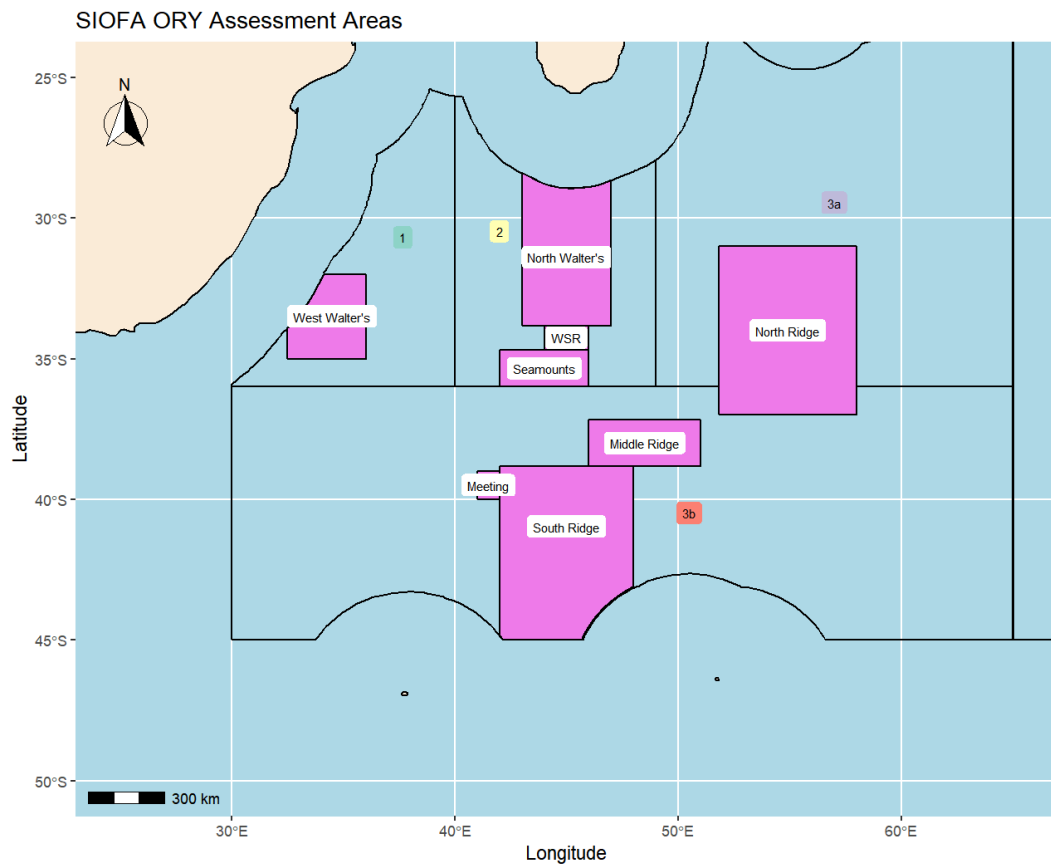 SIOFA ORY Assessment Areas
25°S
N
3a
30°S
2
1
North Walter's
West Walter's
North Ridge
WSR
35°S
Seamounts
Latitude
Middle Ridge
Meeting
40°S
3b
South Ridge
45°S
50°S
300 km
30°E
40°E
50°E
60°E
Longitude